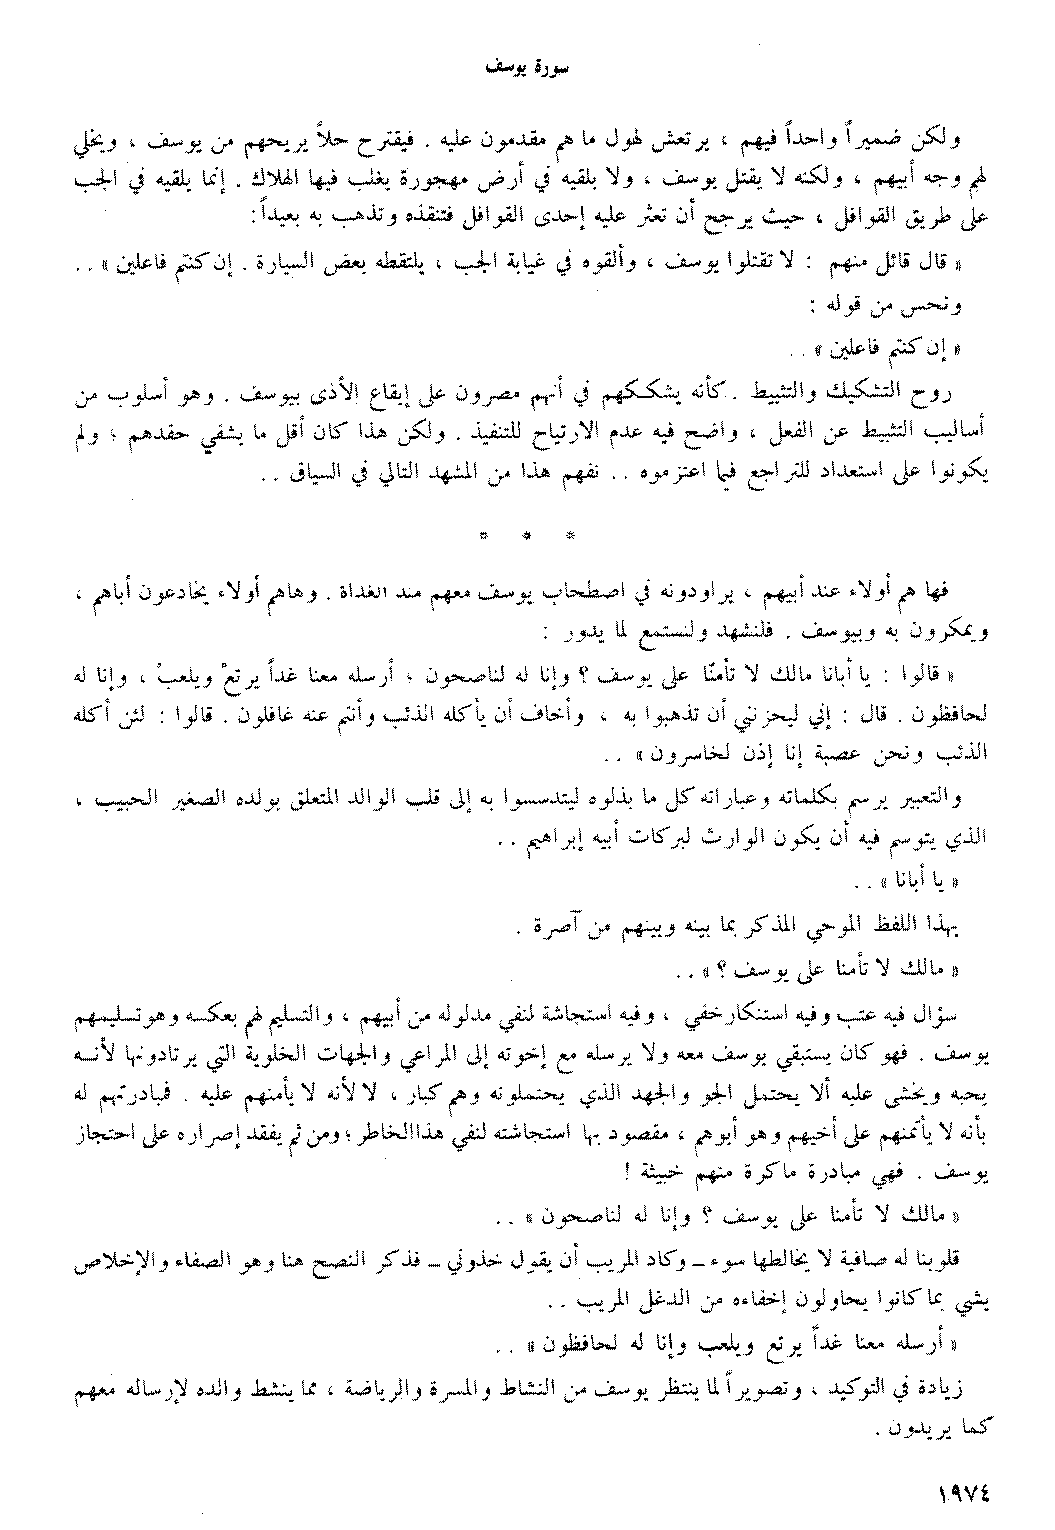 سورة يوسف
ولكن ضميراً واحداً فيهم ، يرتعش لهول ما هم مقدمون عليه . فيقترح حلاً يريحهم من يوسف ، ويخلي
لهم وجه أبيهم ، ولكنه لا يقتل يوسف ، ولا يلقيه في أرض مهجورة يغلب فيها الهلاك . إنما يلقيه في الجب
على طريق القوافل ، حيث يرجح أن تعثر عليه إحدى القوافل فتنقذه وتذهب به بعيداً :
« قال قائل منهم : لا تقتلوا يوسف ، وألقوه في غيابة الجب ، يلتقطه بعض السيارة . إن كنتم فاعلين » ..
ونحس من قوله :
« إن كنتم فاعلين » ..
روح التشكيك والتثبيط . كأنه يشككهم في أنهم مصرون على إيقاع الأذى بيوسف . وهو أسلوب من
أساليب التثبيط عن الفعل ، واضح فيه عدم الارتياح للتنفيذ . ولكن هذا كان أقل ما يشفي حقدهم ؛ ولم
يكونوا على استعداد للتراجع فيما اعتزموه .. نفهم هذا من المشهد التالي في السياق ..
* * *
فها هم أولاء عند أبيهم ، يراودونه في اصطحاب يوسف معهم منذ الغداة . وهاهم أولاء يخادعون أباهم ،
ويمكرون به وبيوسف . فلنشهد ولنستمع لما يدور :
« قالوا : يا أبانا مالك لا تأمنّا على يوسف ؟ وإنا له لناصحون ؛ أرسله معنا غداً يرتعْ ويلعبْ ، وإنا له
لحافظون . قال : إني ليحزنني أن تذهبوا به ، وأخاف أن يأكله الذئب وأنتم عنه غافلون . قالوا : لئن أكله
الذئب ونحن عصبة إنا إذن لخاسرون » ..
والتعبير يرسم بكلماته وعباراته كل ما بذلوه ليتدسسوا به إلى قلب الوالد المتعلق بولده الصغير الحبيب ،
الذي يتوسم فيه أن يكون الوارث لبركات أبيه إبراهيم ..
« يا أبانا » ..
بهذا اللفظ الموحي المذكر بما بينه وبينهم من آصرة .
« مالك لا تأمنا على يوسف ؟ » ..
سؤال فيه عتب وفيه استنكار خفي ، وفيه استجاشة لنفي مدلوله من أبيهم ، والتسليم لهم بعكسه وهو تسليمهم
يوسف . فهو كان يستبقي يوسف معه ولا يرسله مع إخوته إلى المراعي والجهات الخلوية التي يرتادونها لأنه
يحبه ويخشى عليه ألا يحتمل الجو والجهد الذي يحتملونه وهم كبار ، لا لأنه لا يأمنهم عليه . فمبادرتهم له
بأنه لا يأتمنهم على أخيهم وهو أبوهم ، مقصود بها استجاشته لنفي هذا الخاطر ؛ ومن ثم يفقد إصراره على احتجاز
يوسف . فهي مبادرة ماكرة منهم خبيثة !
« مالك لا تأمنا على يوسف ؟ وإنا له لناصحون » ..
قلوبنا له صافية لا يخالطها سوء – وكاد المريب أن يقول خذوني – فذكر النصح هنا وهو الصفاء والإخلاص
يشي بما كانوا يحاولون إخفاءه من الدغل المريب ..
« أرسله معنا غداً يرتع ويلعب وإنا له لحافظون » ..
زيادة في التوكيد ، وتصويراً لما ينتظر يوسف من النشاط والمسرة والرياضة ، مما ينشط والده لإرساله معهم
كما يريدون .
١٩٧٤